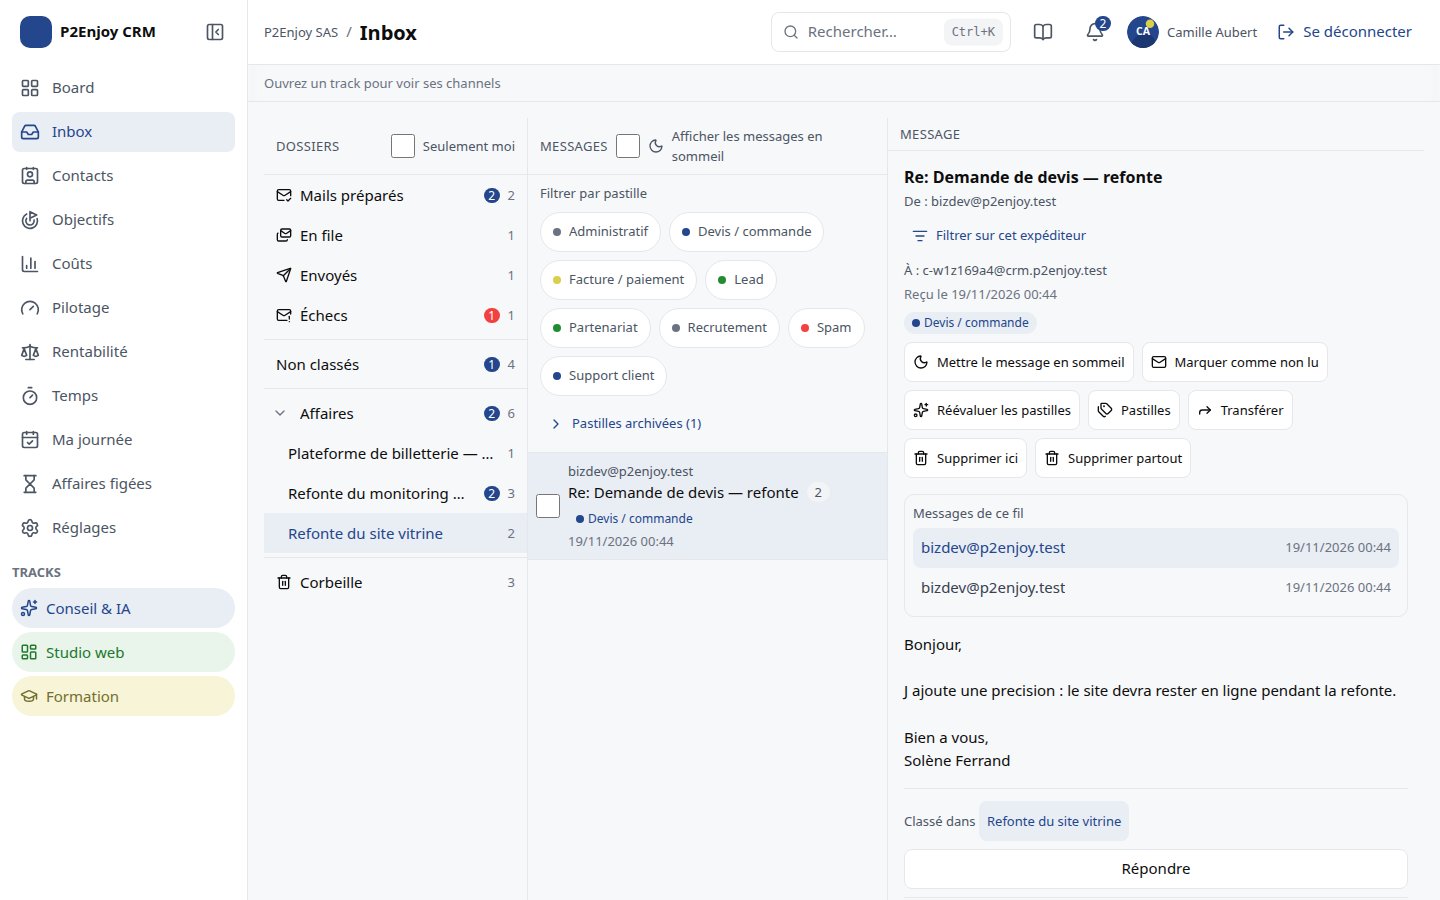 P2Enjoy CRM
Board
Inbox
Contacts
Objectifs
Coûts
Pilotage
Rentabilité
Temps
Ma journée
Affaires figées
Réglages
TRACKS
Conseil & IA
Studio web
Formation
P2Enjoy SAS / Inbox
Rechercher... Ctrl+K
2
CA Camille Aubert
Se déconnecter
Ouvrez un track pour voir ses channels
DOSSIERS Seulement moi
Mails préparés 2 2
En file 1
Envoyés 1
Échecs 1 1
Non classés 1 4
Affaires 2 6
Plateforme de billetterie — ... 1
Refonte du monitoring ... 2 3
Refonte du site vitrine 2
Corbeille 3
MESSAGES Afficher les messages en
sommeil
Filtrer par pastille
Administratif Devis / commande
Facture / paiement Lead
Partenariat Recrutement Spam
Support client
Pastilles archivées (1)
bizdev@p2enjoy.test
Re: Demande de devis — refonte 2
Devis / commande
19/11/2026 00:44
MESSAGE
Re: Demande de devis — refonte
De : bizdev@p2enjoy.test
Filtrer sur cet expéditeur
À : c-w1z169a4@crm.p2enjoy.test
Reçu le 19/11/2026 00:44
Devis / commande
Mettre le message en sommeil Marquer comme non lu
Réévaluer les pastilles Pastilles Transférer
Supprimer ici Supprimer partout
Messages de ce fil
bizdev@p2enjoy.test 19/11/2026 00:44
bizdev@p2enjoy.test 19/11/2026 00:44
Bonjour,
J ajoute une precision : le site devra rester en ligne pendant la refonte.
Bien a vous,
Solène Ferrand
Classé dans Refonte du site vitrine
Répondre